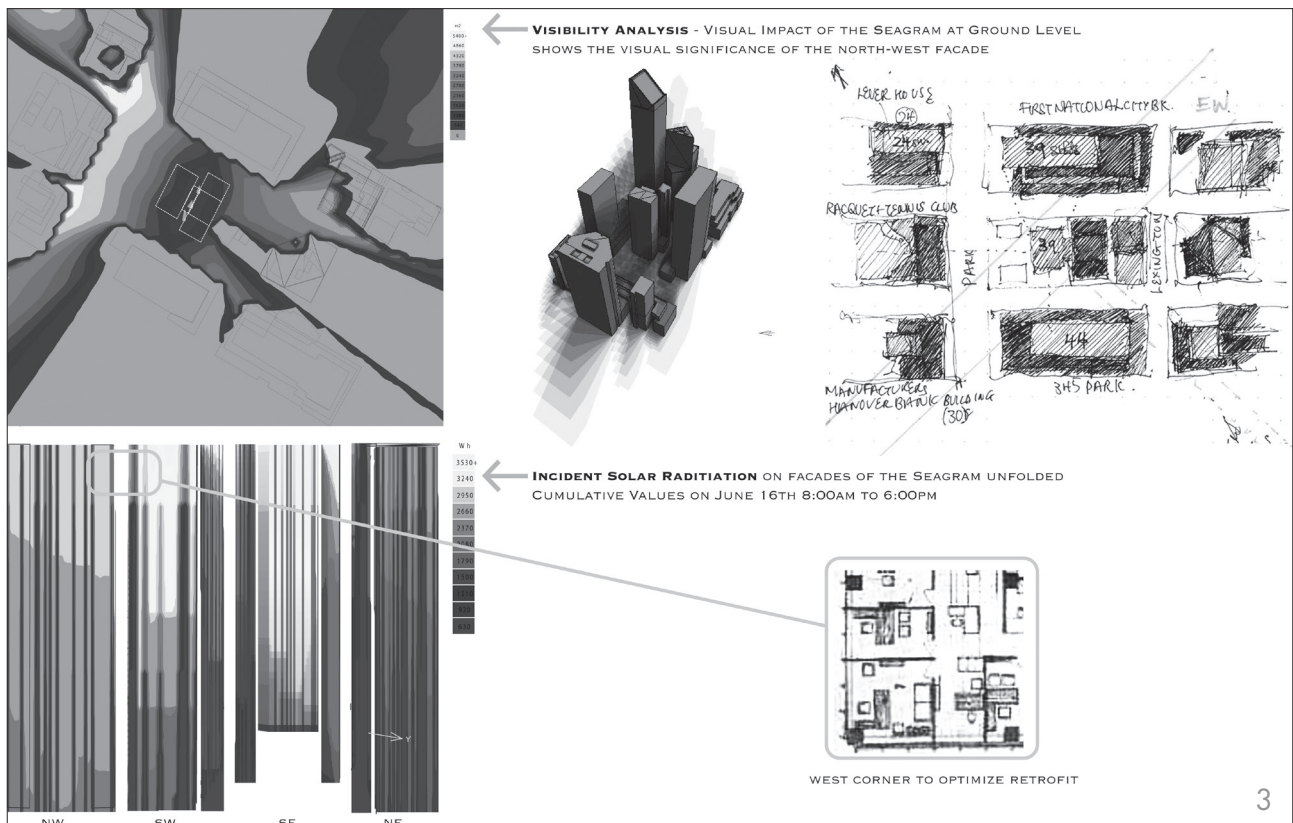 VISIBILITY ANALYSIS - VISUAL IMPACT OF THE SEAGRAM AT GROUND LEVEL
SHOWS THE VISUAL SIGNIFICANCE OF THE NORTH-WEST FACADE
LEVER HOUSE
24
24
FIRST NATIONAL CITY BK.
EW
39
RACQUET + TENNIS CLUB
39
PARK
LEXINGTON
44
MANUFACTURERS
HANOVER BANK BUILDING
(30)
345 PARK.
Wh
3530+
3240
2950
2660
2370
2080
1790
INCIDENT SOLAR RADITIATION ON FACADES OF THE SEAGRAM UNFOLDED
CUMULATIVE VALUES ON JUNE 16TH 8:00AM TO 6:00PM
Y
WEST CORNER TO OPTIMIZE RETROFIT
NW
SW
SE
NE
3